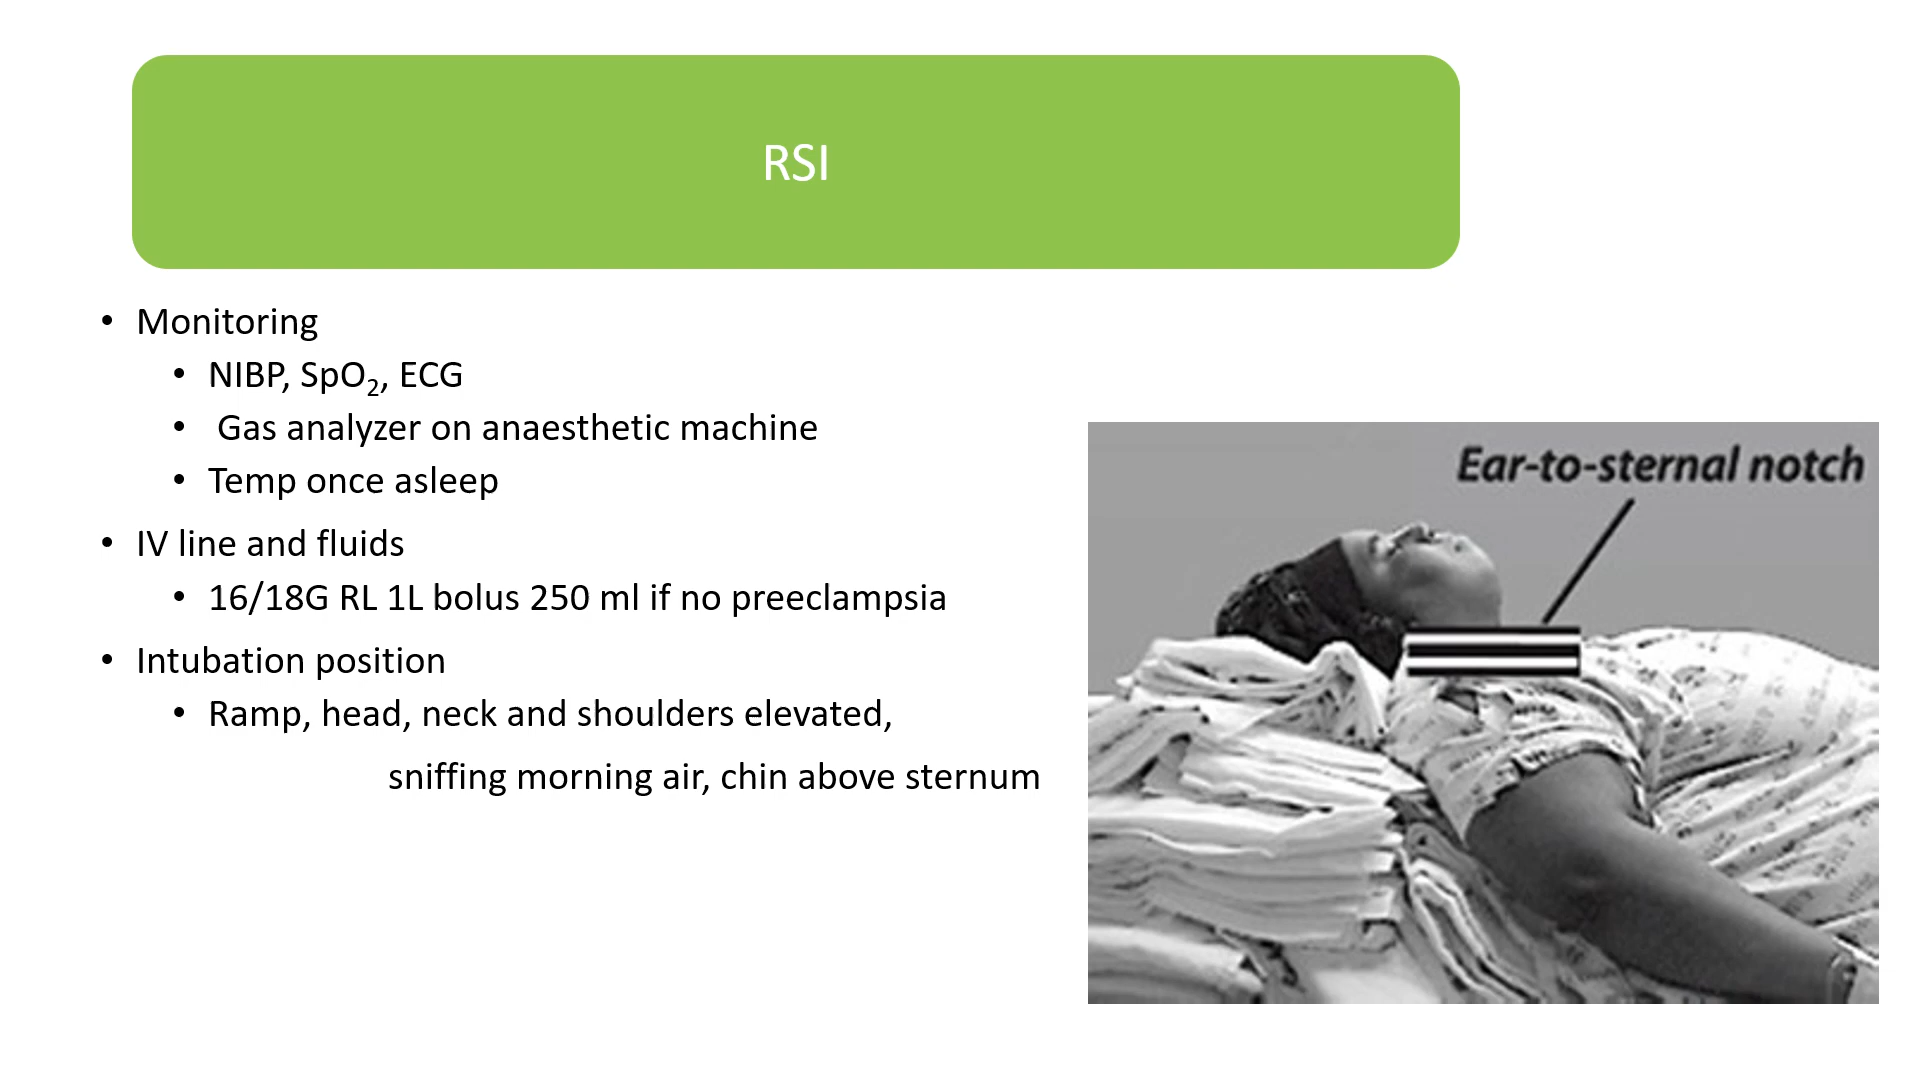 RSI
• Monitoring
• NIBP, SpO₂, ECG
• Gas analyzer on anaesthetic machine
• Temp once asleep
• IV line and fluids
• 16/18G RL 1L bolus 250 ml if no preeclampsia
• Intubation position
• Ramp, head, neck and shoulders elevated,
sniffing morning air, chin above sternum
Ear-to-sternal notch